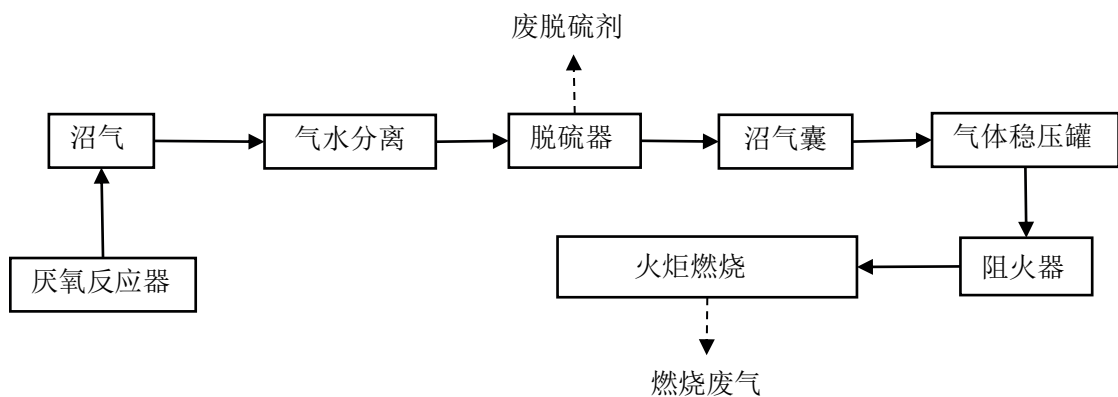 废脱硫剂
沼气
气水分离
脱硫器
沼气囊
气体稳压罐
厌氧反应器
火炬燃烧
阻火器
燃烧废气